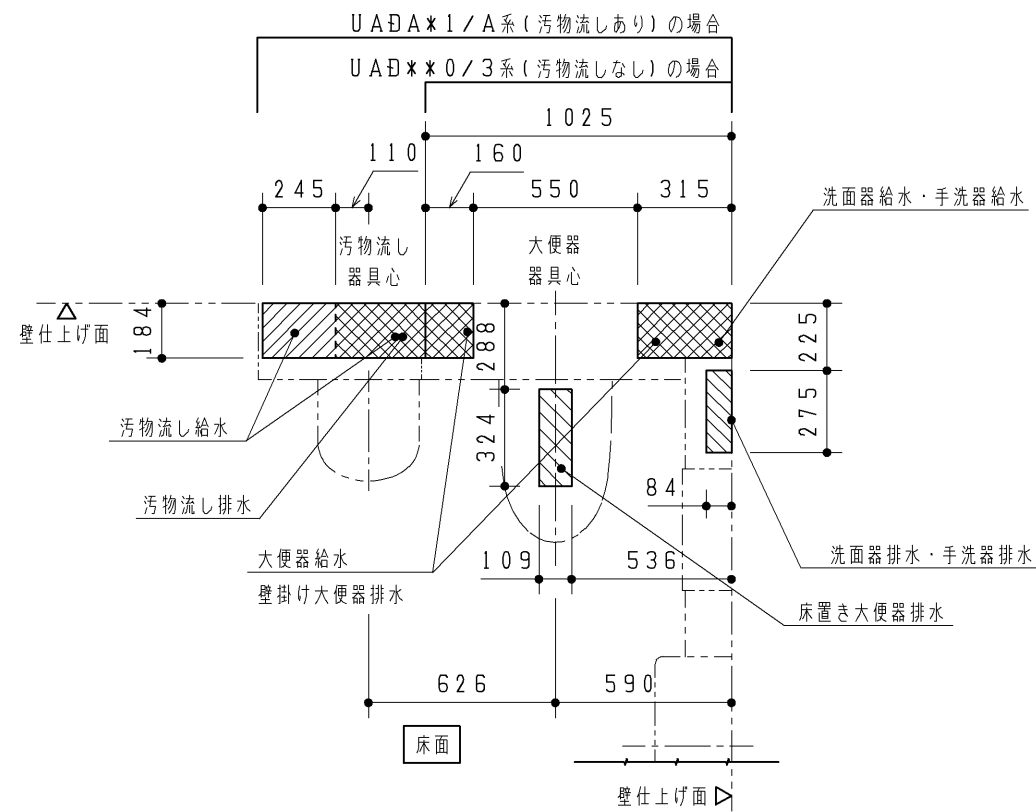 UADA*1/A系(汚物流しあり)の場合
UAD**0/3系(汚物流しなし)の場合
1025
110
160
245
550
315
洗面器給水・手洗器給水
汚物流し
器具心
大便器
器具心
壁仕上げ面
184
288
225
324
275
汚物流し給水
84
汚物流し排水
大便器給水
壁掛け大便器排水
109
536
洗面器排水・手洗器排水
床置き大便器排水
626
590
床面
壁仕上げ面